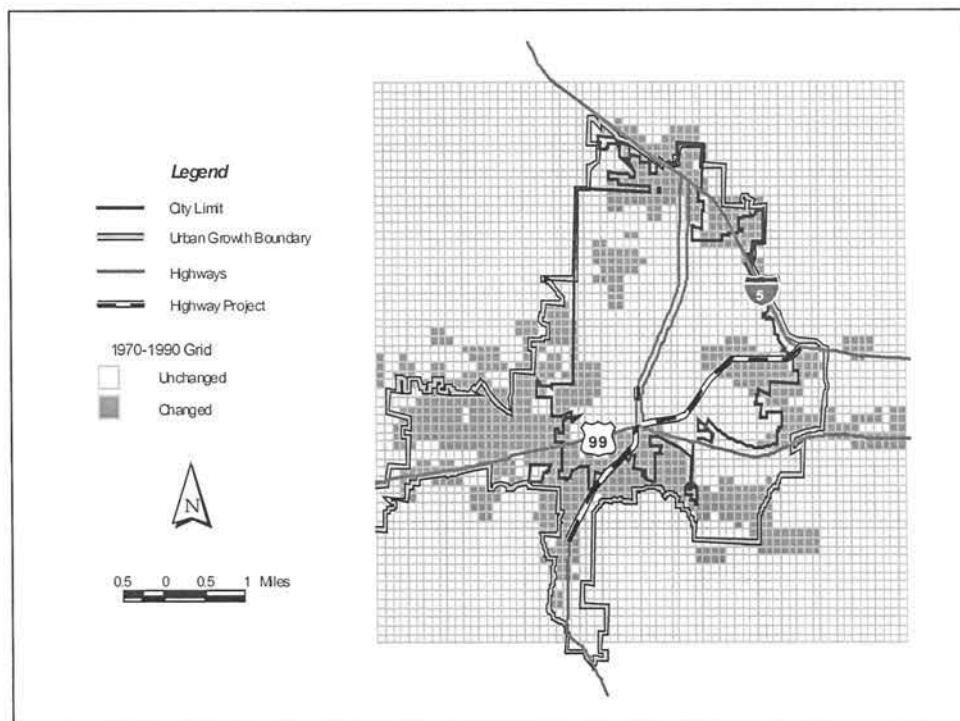 Legend
City Limit
Urban Growth Boundary
Highways
Highway Project
1970-1990 Grid
Unchanged
Changed
N
0.5 0 0.5 1 Miles
5
99